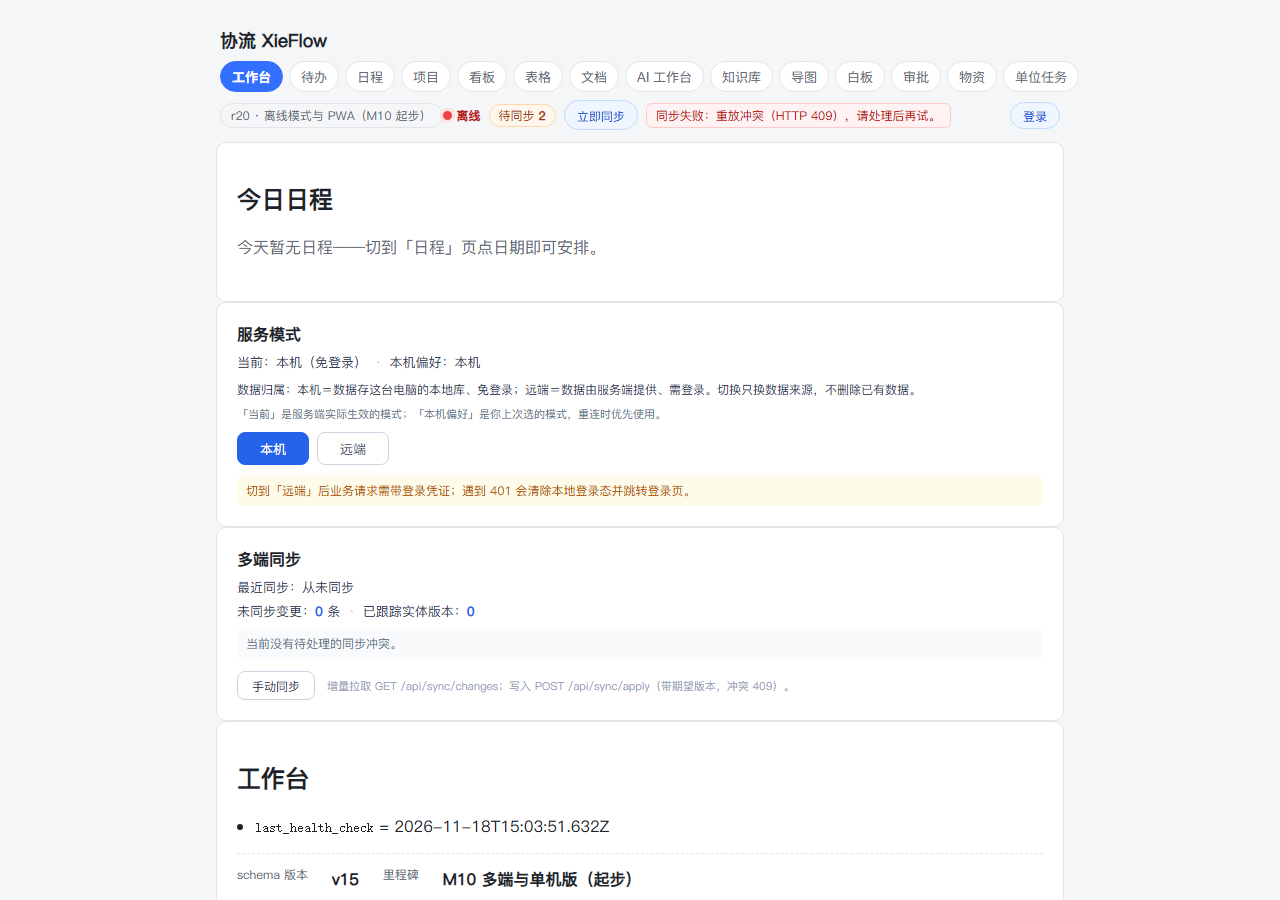 协流 XieFlow
工作台 待办 日程 项目 看板 表格 文档 AI 工作台 知识库 导图 白板 审批 物资 单位任务
r20 · 离线模式与 PWA（M10 起步） 离线 待同步 2 立即同步 同步失败：重放冲突（HTTP 409），请处理后再试。 登录
今日日程
今天暂无日程——切到「日程」页点日期即可安排。
服务模式
当前：本机（免登录） · 本机偏好：本机
数据归属：本机＝数据存这台电脑的本地库、免登录；远端＝数据由服务端提供、需登录。切换只换数据来源，不删除已有数据。
「当前」是服务端实际生效的模式；「本机偏好」是你上次选的模式，重连时优先使用。
本机 远端
切到「远端」后业务请求需带登录凭证；遇到 401 会清除本地登录态并跳转登录页。
多端同步
最近同步：从未同步
未同步变更：0 条 · 已跟踪实体版本：0
当前没有待处理的同步冲突。
手动同步 增量拉取 GET /api/sync/changes；写入 POST /api/sync/apply（带期望版本，冲突 409）。
工作台
last_health_check = 2026-11-18T15:03:51.632Z
schema 版本 v15 里程碑 M10 多端与单机版（起步）